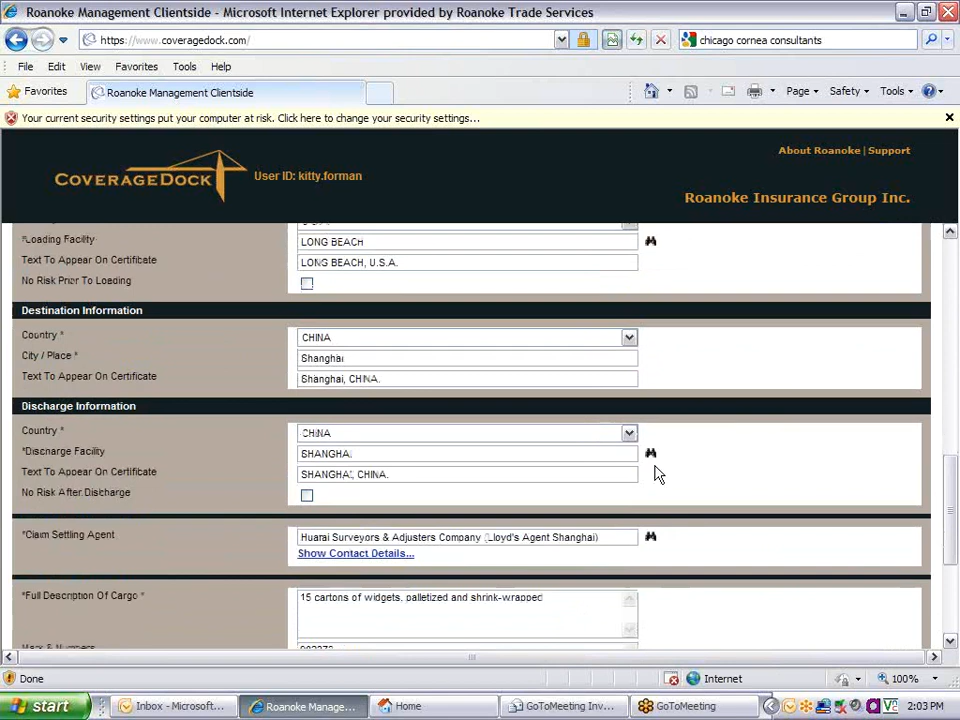 Roanoke Management Clientside - Microsoft Internet Explorer provided by Roanoke Trade Services
https://www.coveragedock.com/
chicago cornea consultants
File Edit View Favorites Tools Help
Favorites Roanoke Management Clientside Page Safety Tools
Your current security settings put your computer at risk. Click here to change your security settings...
About Roanoke | Support
COVERAGEDOCK User ID: kitty.forman
Roanoke Insurance Group Inc.
*Loading Facility LONG BEACH
Text To Appear On Certificate LONG BEACH, U.S.A.
No Risk Prior To Loading
Destination Information
Country * CHINA
City / Place * Shanghai
Text To Appear On Certificate Shanghai, CHINA.
Discharge Information
Country * CHINA
*Discharge Facility SHANGHAI
Text To Appear On Certificate SHANGHAI, CHINA.
No Risk After Discharge
*Claim Settling Agent Huarai Surveyors & Adjusters Company (Lloyd's Agent Shanghai)
Show Contact Details...
*Full Description Of Cargo * 15 cartons of widgets, palletized and shrink-wrapped
Done Internet 100%
start Inbox - Microsoft... Roanoke Manage... Home GoToMeeting Inv... GoToMeeting 2:03 PM